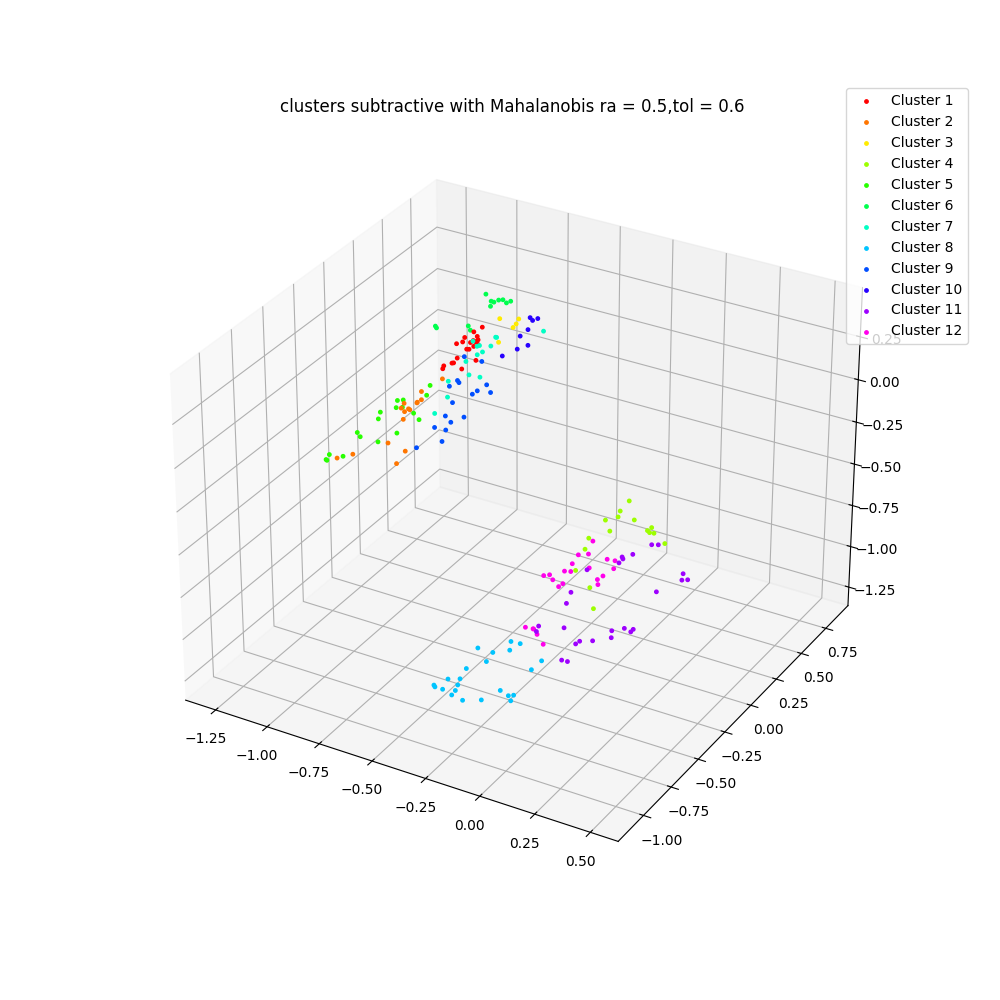 clusters subtractive with Mahalanobis ra = 0.5,tol = 0.6
Cluster 1
Cluster 2
Cluster 3
Cluster 4
Cluster 5
Cluster 6
Cluster 7
Cluster 8
Cluster 9
Cluster 10
Cluster 11
Cluster 12
0.25
0.00
−0.25
−0.50
−0.75
−1.00
−1.25
0.75
0.50
0.25
0.00
−0.25
−0.50
−0.75
−1.00
−1.25
−1.00
−0.75
−0.50
−0.25
0.00
0.25
0.50